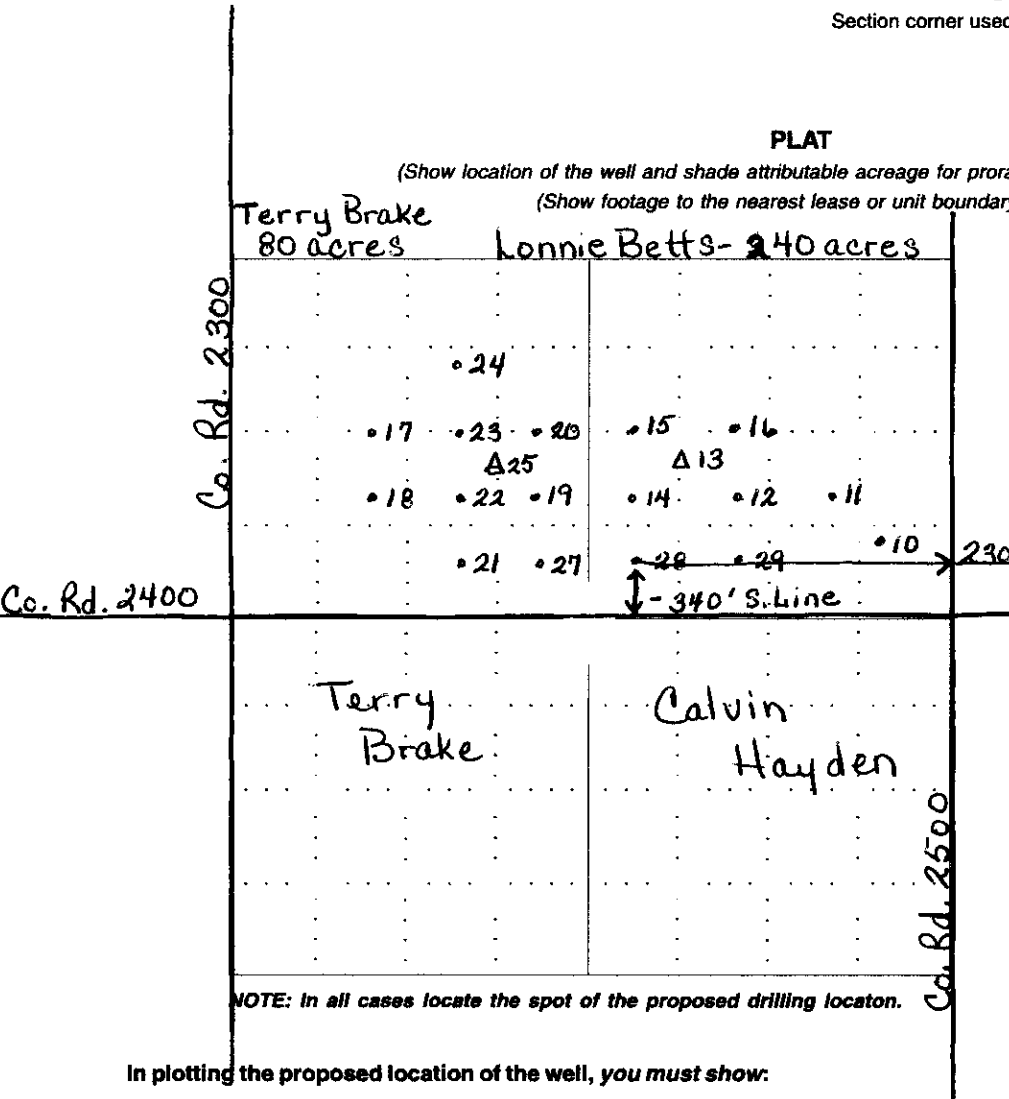 Section corner used
PLAT
(Show location of the well and shade attributable acreage for prora
(Show footage to the nearest lease or unit boundary
Terry Brake
80 acres Lonnie Betts- 240 acres
Co. Rd. 2300
24
17 23 20 15 16
Δ25 Δ13
18 22 19 14 12 11
10
21 27 28 29 230
Co. Rd. 2400
- 340' S. Line
Terry
Brake
Calvin
Hayden
Co. Rd. 2500
NOTE: In all cases locate the spot of the proposed drilling locaton.
In plotting the proposed location of the well, you must show: